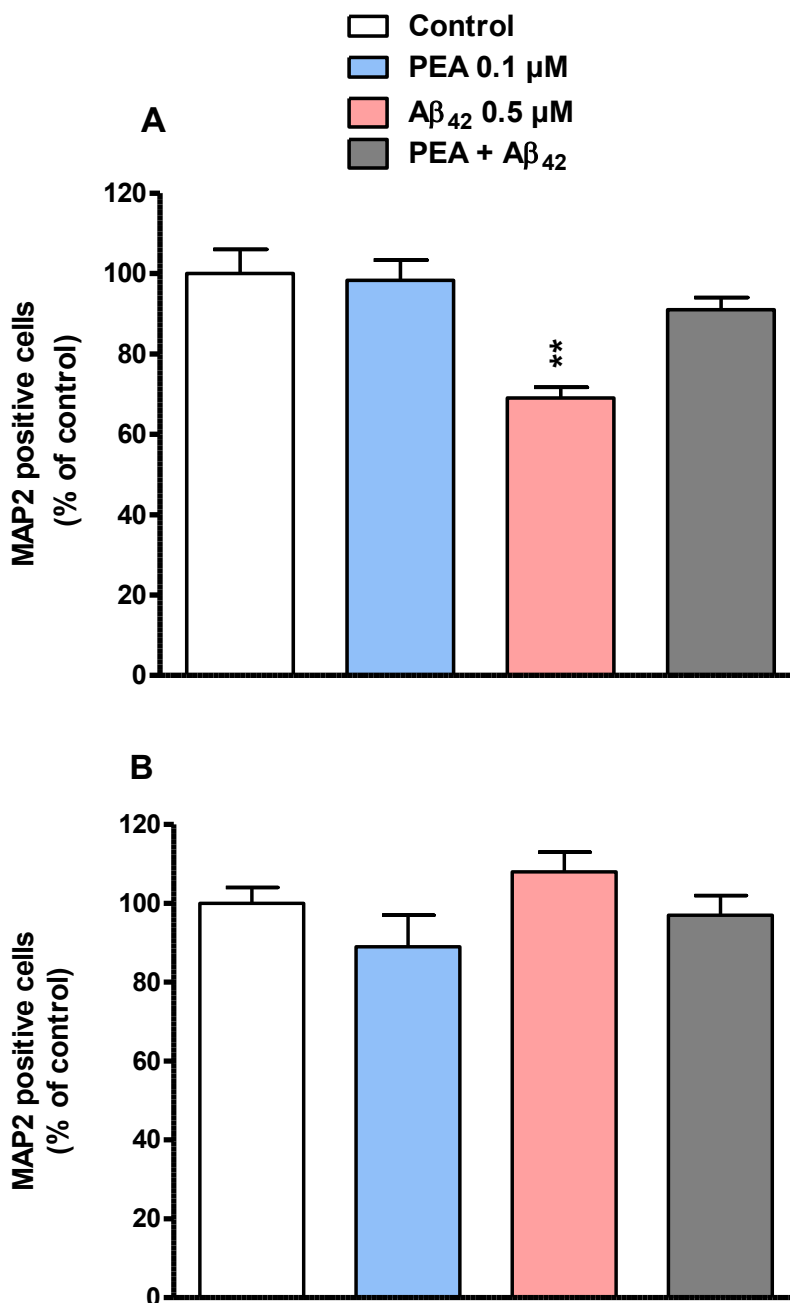 Control
PEA 0.1 µM
Aβ42 0.5 µM
PEA + Aβ42
A
120
100
80
60
40
20
0
MAP2 positive cells
(% of control)
**
B
120
100
80
60
40
20
0
MAP2 positive cells
(% of control)